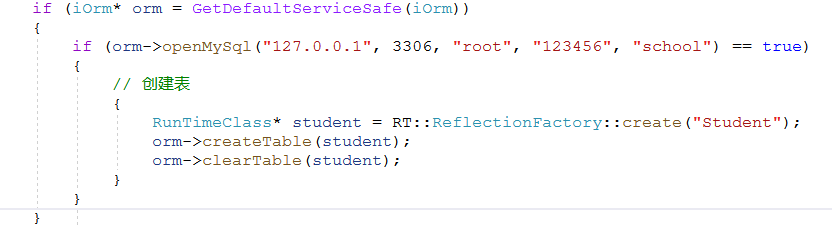 if (iOrm* orm = GetDefaultServiceSafe(iOrm))
{
if (orm->openMySql("127.0.0.1", 3306, "root", "123456", "school") == true)
{
// 创建表
{
RunTimeClass* student = RT::ReflectionFactory::create("Student");
orm->createTable(student);
orm->clearTable(student);
}
}
}